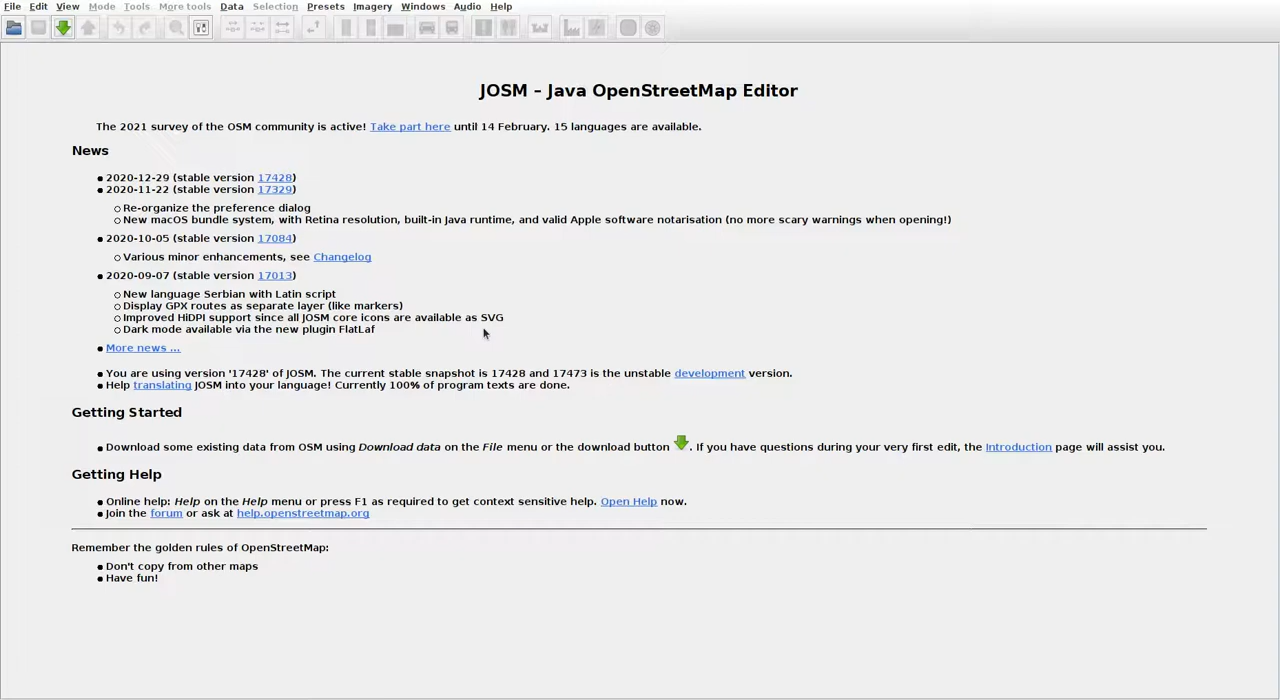 File Edit View Mode Tools More tools Data Selection Presets Imagery Windows Audio Help
JOSM – Java OpenStreetMap Editor
The 2021 survey of the OSM community is active! Take part here until 14 February. 15 languages are available.
News
2020-12-29 (stable version 17428)
2020-11-22 (stable version 17329)
Re-organize the preference dialog
New macOS bundle system, with Retina resolution, built-in Java runtime, and valid Apple software notarisation (no more scary warnings when opening!)
2020-10-05 (stable version 17084)
Various minor enhancements, see Changelog
2020-09-07 (stable version 17013)
New language Serbian with Latin script
Display GPX routes as separate layer (like markers)
Improved HiDPI support since all JOSM core icons are available as SVG
Dark mode available via the new plugin FlatLaf
More news ...
You are using version '17428' of JOSM. The current stable snapshot is 17428 and 17473 is the unstable development version.
Help translating JOSM into your language! Currently 100% of program texts are done.
Getting Started
Download some existing data from OSM using Download data on the File menu or the download button . If you have questions during your very first edit, the Introduction page will assist you.
Getting Help
Online help: Help on the Help menu or press F1 as required to get context sensitive help. Open Help now.
Join the forum or ask at help.openstreetmap.org
Remember the golden rules of OpenStreetMap:
Don't copy from other maps
Have fun!